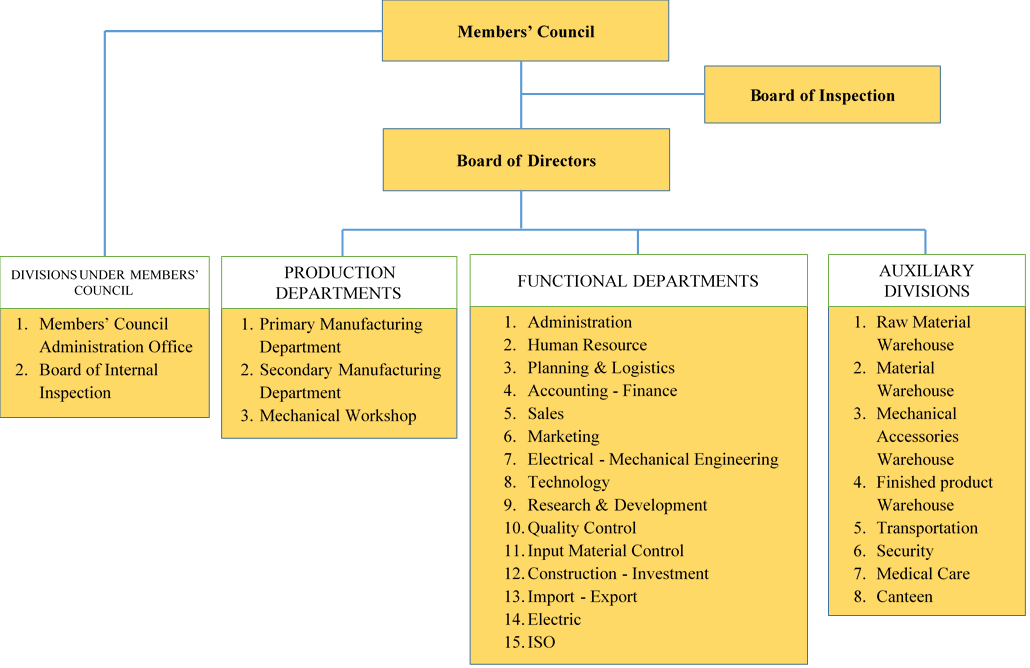 Members' Council
Board of Inspection
Board of Directors
DIVISIONS UNDER MEMBERS'
COUNCIL
1. Members' Council
Administration Office
2. Board of Internal
Inspection
PRODUCTION
DEPARTMENTS
1. Primary Manufacturing
Department
2. Secondary Manufacturing
Department
3. Mechanical Workshop
FUNCTIONAL DEPARTMENTS
1. Administration
2. Human Resource
3. Planning & Logistics
4. Accounting - Finance
5. Sales
6. Marketing
7. Electrical - Mechanical Engineering
8. Technology
9. Research & Development
10. Quality Control
11. Input Material Control
12. Construction - Investment
13. Import - Export
14. Electric
15. ISO
AUXILIARY
DIVISIONS
1. Raw Material
Warehouse
2. Material
Warehouse
3. Mechanical
Accessories
Warehouse
4. Finished product
Warehouse
5. Transportation
6. Security
7. Medical Care
8. Canteen